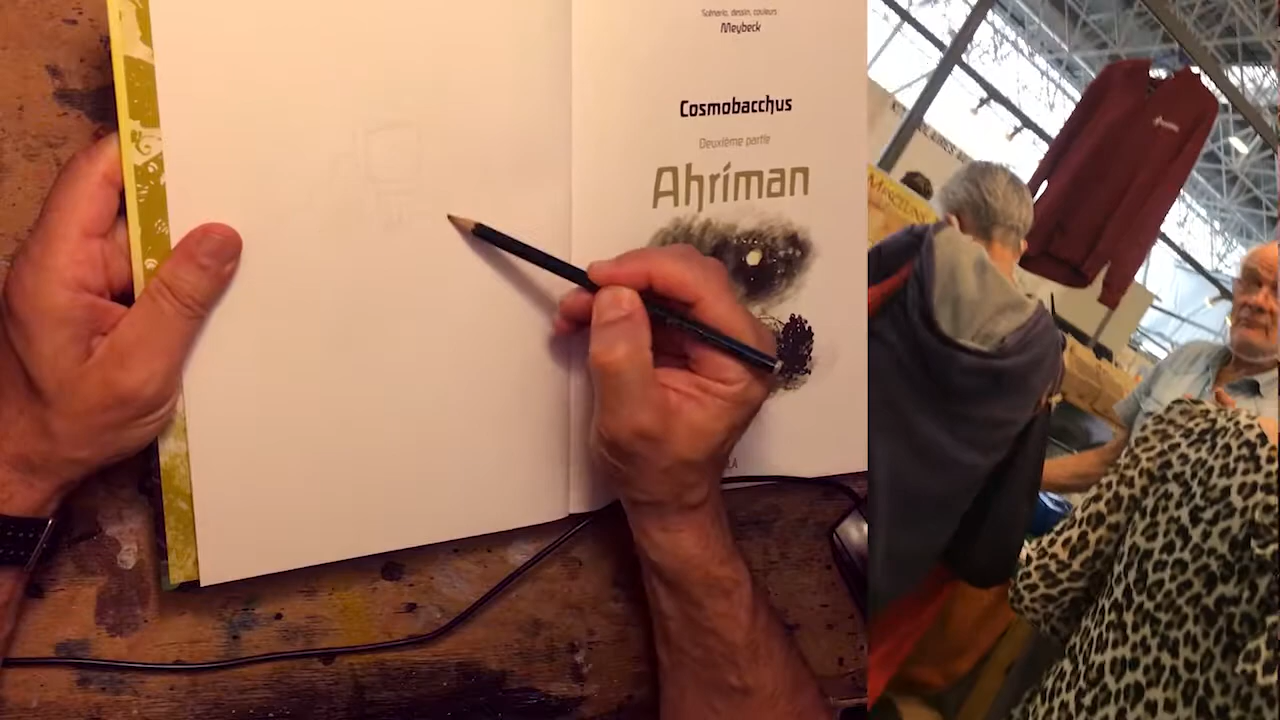 Scénario, dessin, couleurs
Meybeck
Cosmobacchus
Deuxième partie
Ahriman